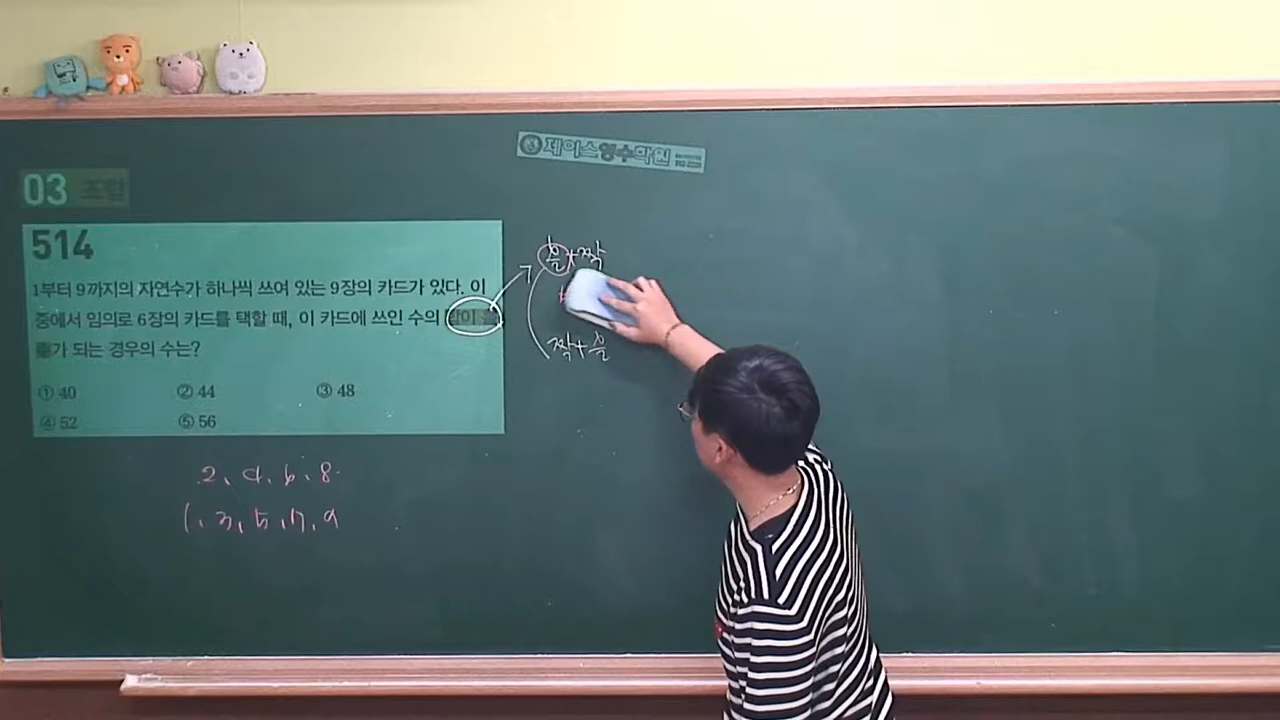 제이스영수학원
03 조합
514
1부터 9까지의 자연수가 하나씩 쓰여 있는 9장의 카드가 있다. 이
중에서 임의로 6장의 카드를 택할 때, 이 카드에 쓰인 수의 합이 홀
수가 되는 경우의 수는?
① 40 ② 44 ③ 48
④ 52 ⑤ 56
홀+짝
짝+홀
2, 4, 6, 8
1, 3, 5, 7, 9